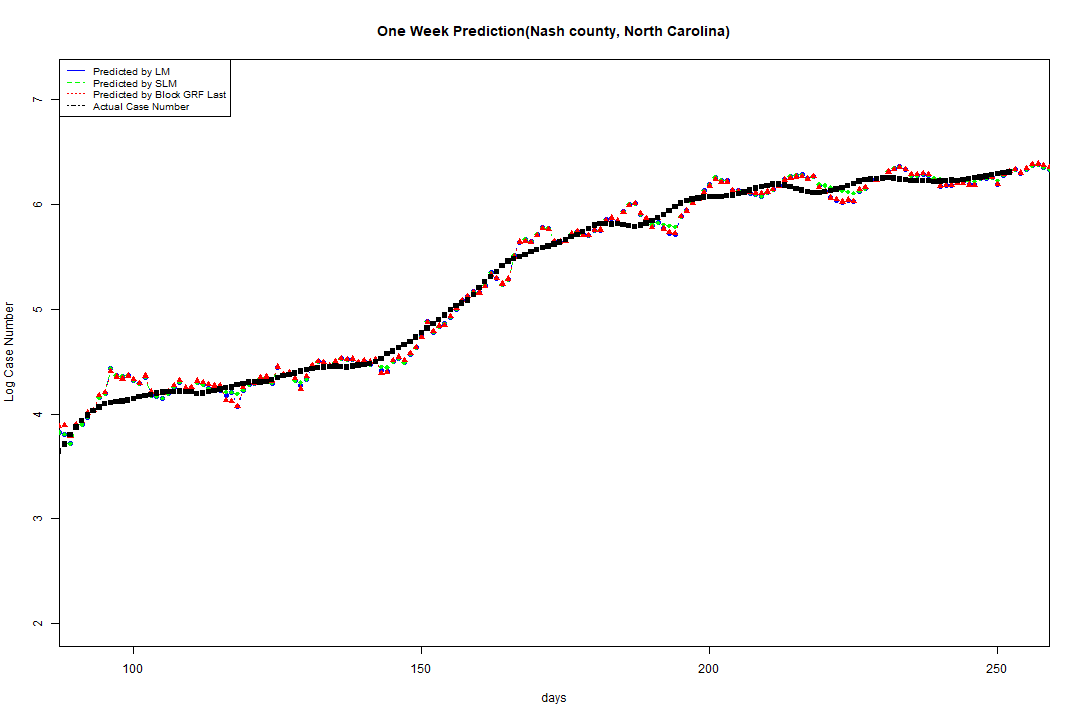 One Week Prediction(Nash county, North Carolina)
Predicted by LM
Predicted by SLM
Predicted by Block GRF Last
Actual Case Number
7
6
5
4
3
2
Log Case Number
100 150 200 250
days